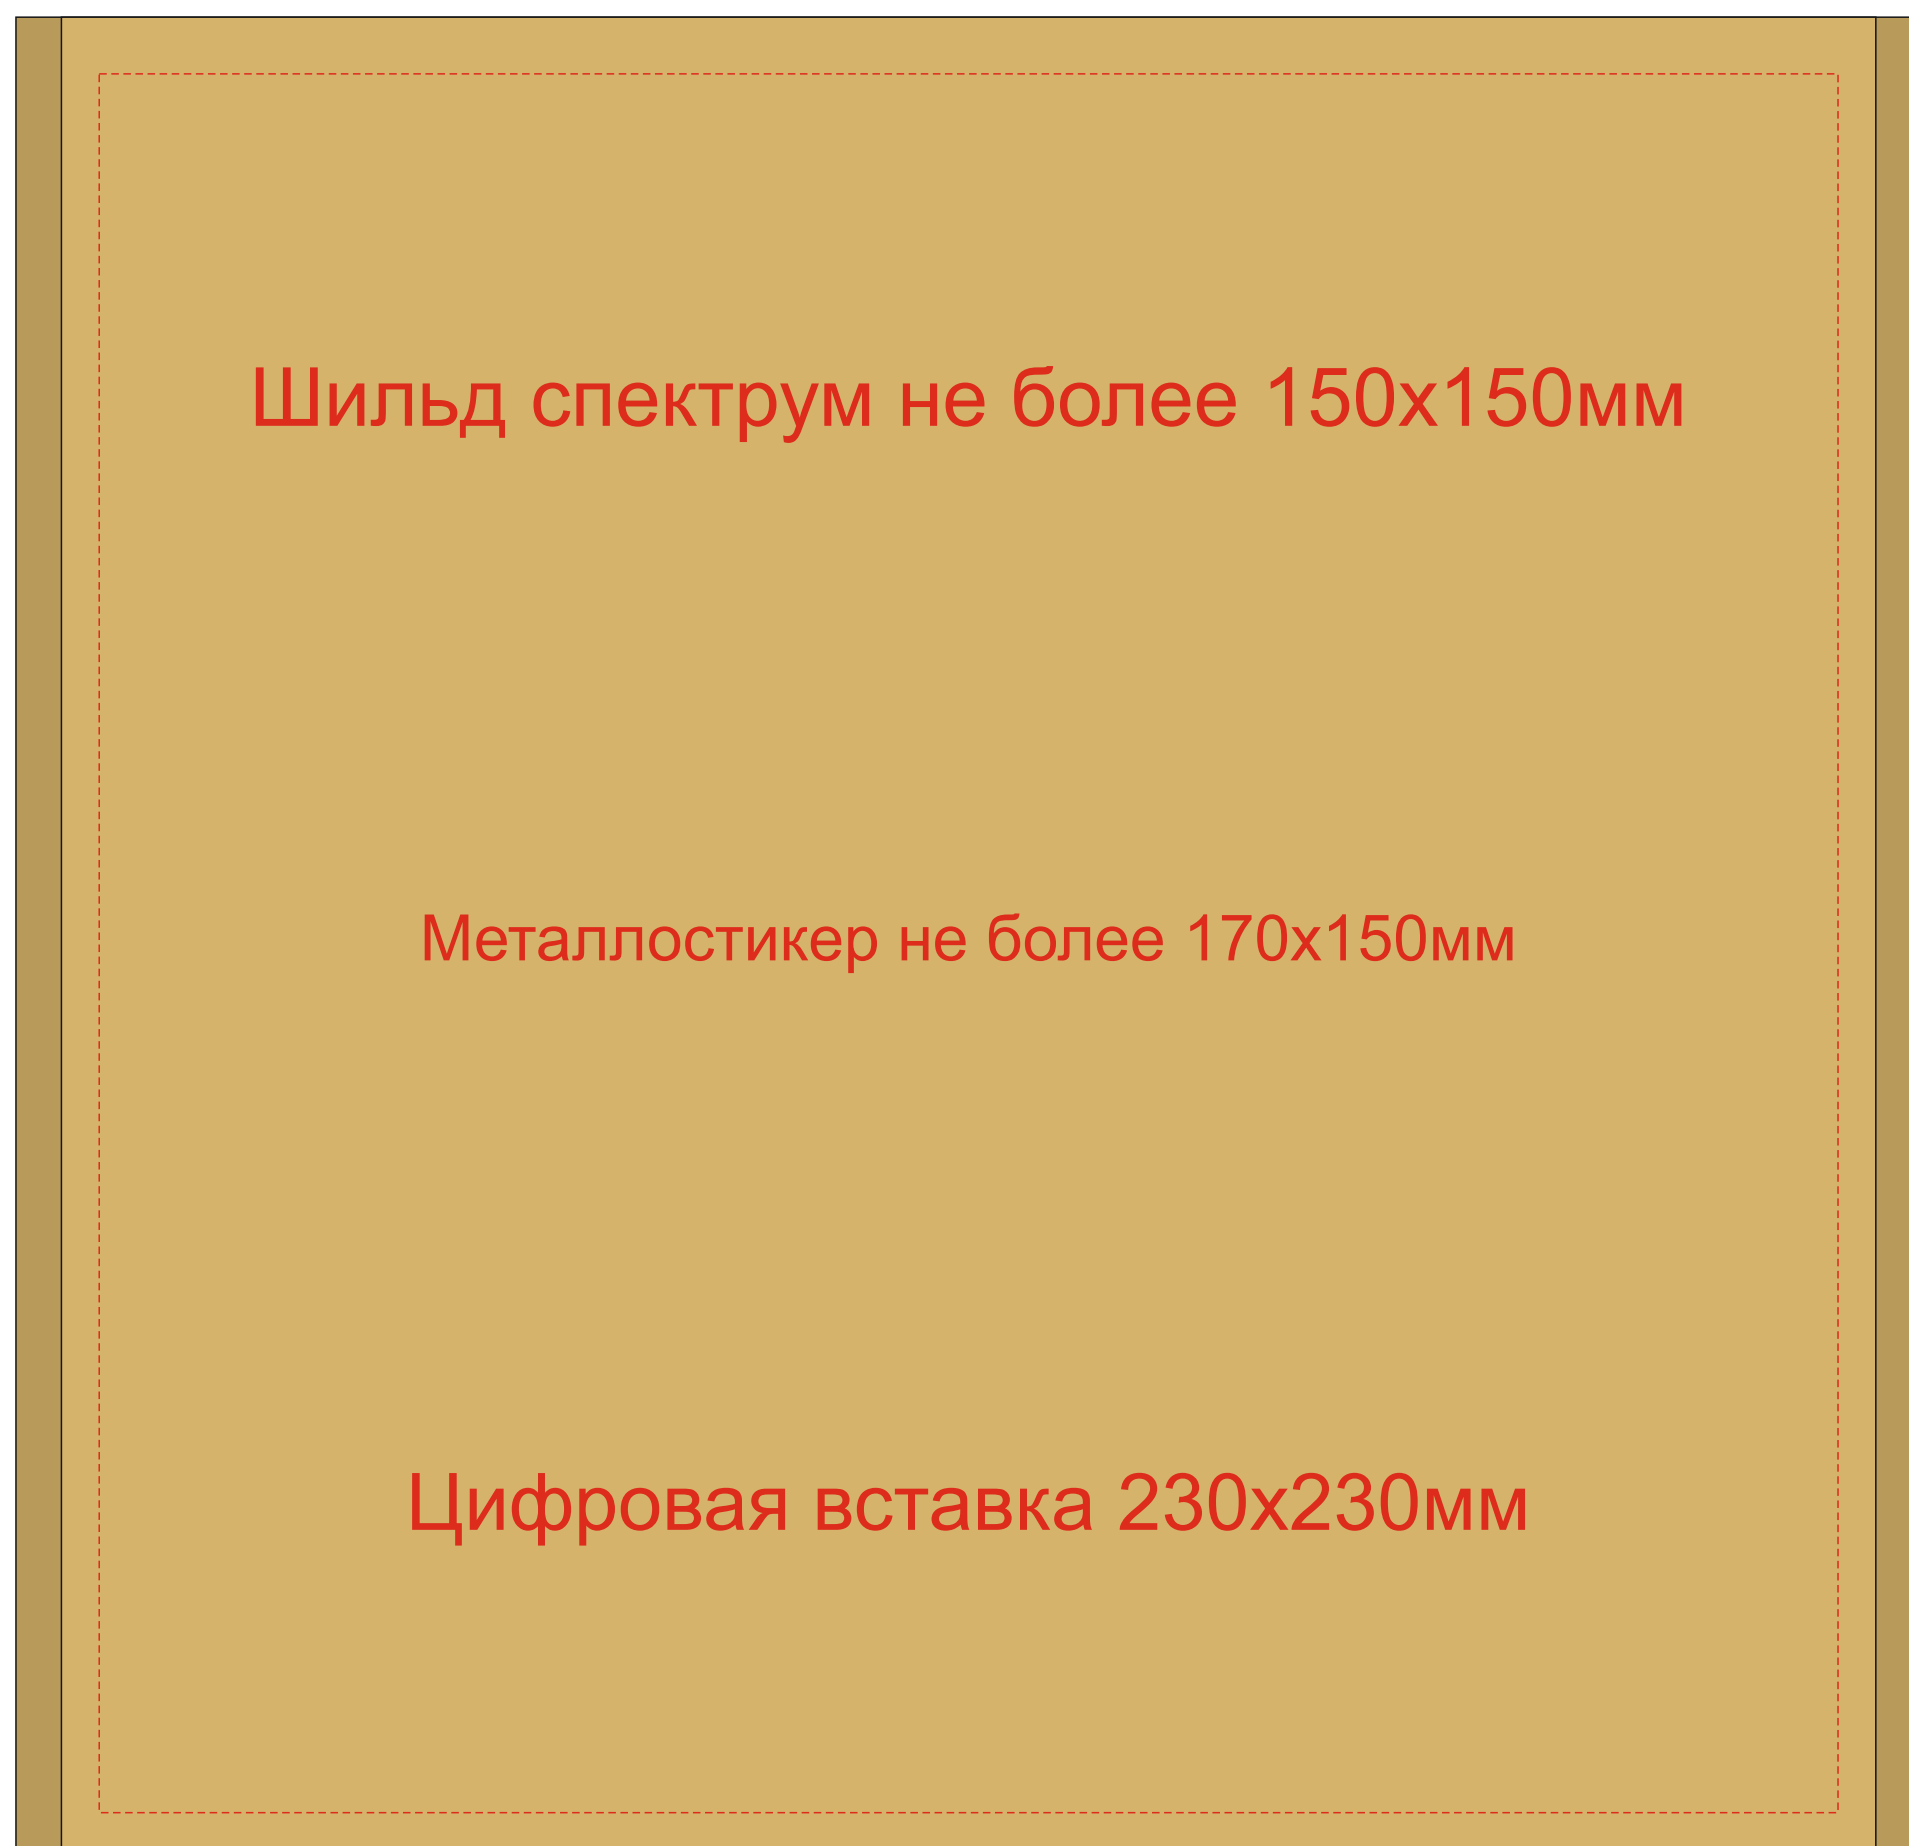 Шильд спектрум не более 150х150мм
Металлостикер не более 170х150мм
Цифровая вставка 230х230мм